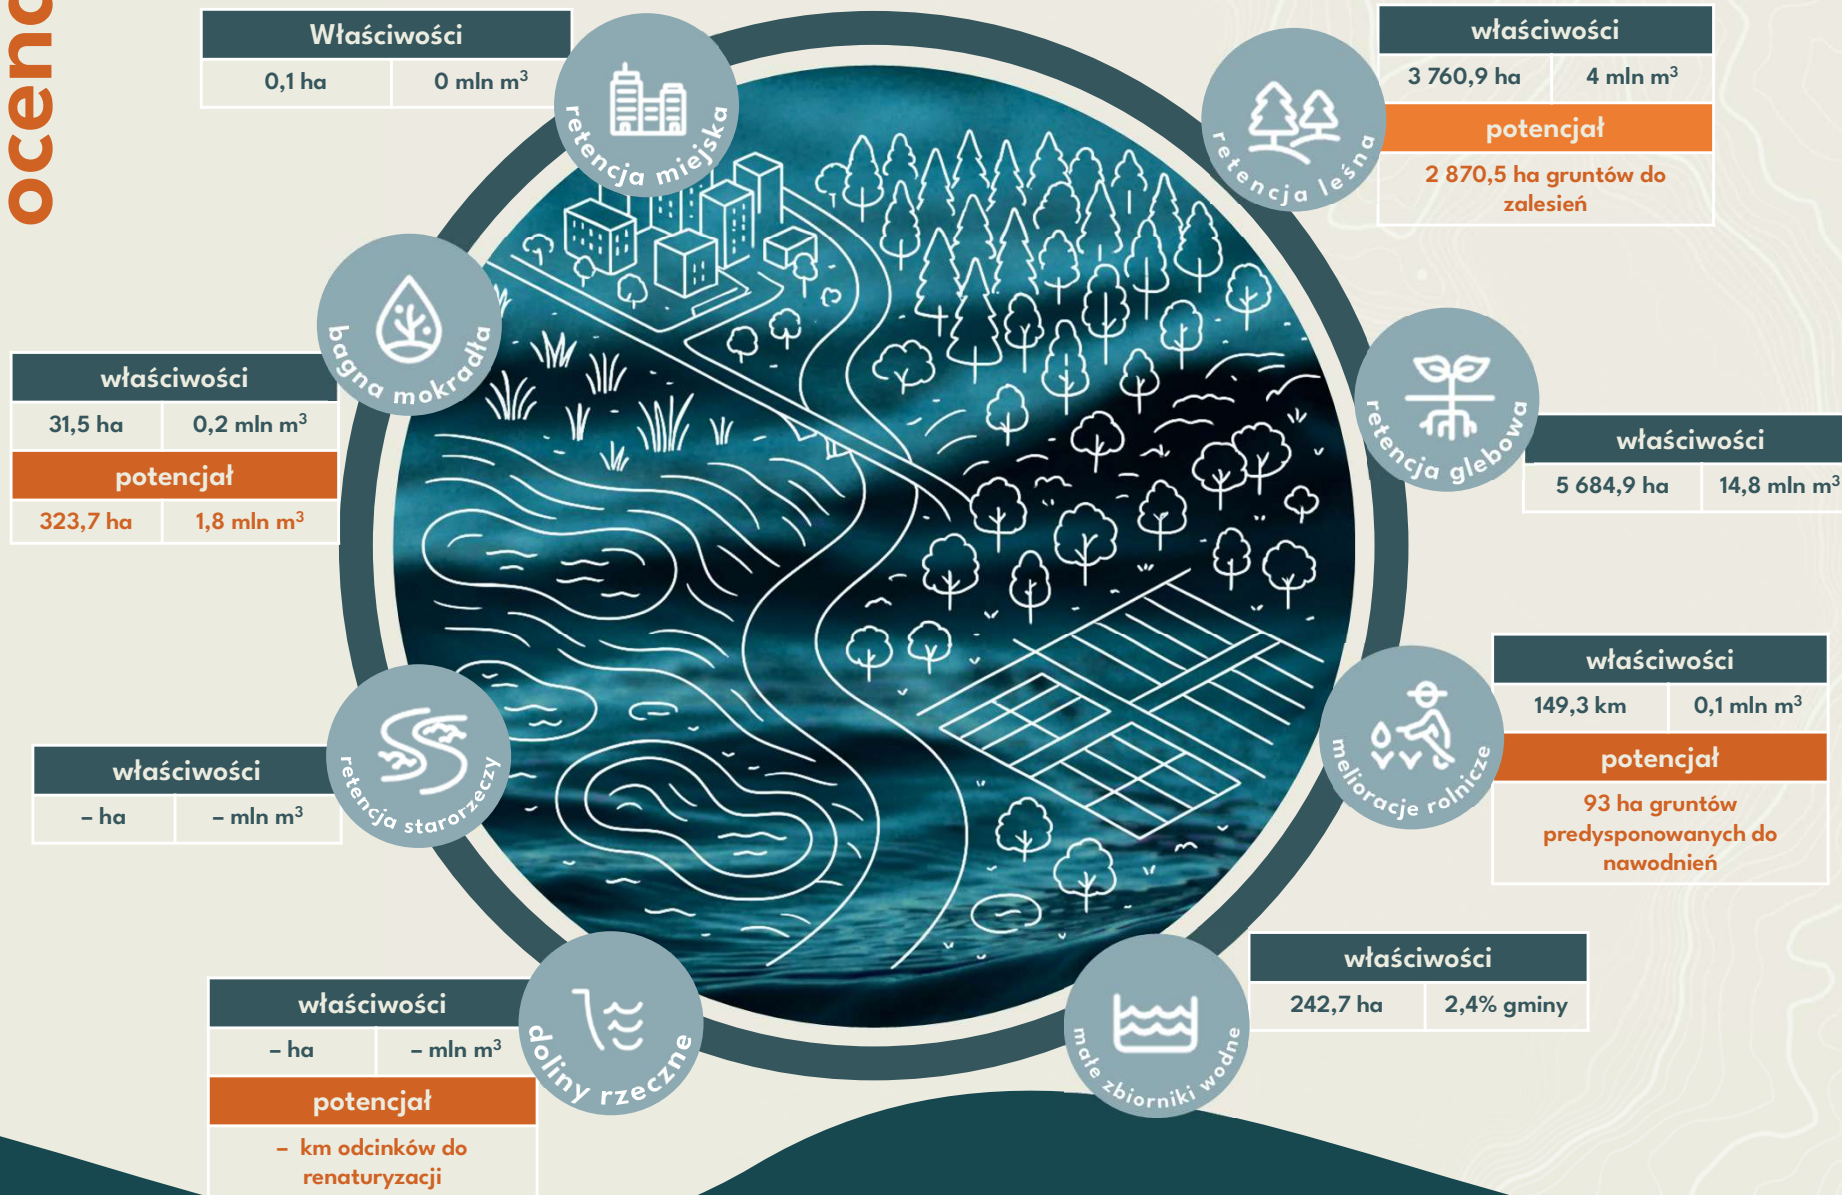 ocena
Właściwości
0,1 ha 0 mln m³
retencja miejska
właściwości
3 760,9 ha 4 mln m³
potencjał
2 870,5 ha gruntów do
zalesień
retencja leśna
bagna mokradła
właściwości
31,5 ha 0,2 mln m³
potencjał
323,7 ha 1,8 mln m³
retencja glebowa
właściwości
5 684,9 ha 14,8 mln m³
retencja starorzeczy
właściwości
– ha – mln m³
melioracje rolnicze
właściwości
149,3 km 0,1 mln m³
potencjał
93 ha gruntów
predysponowanych do
nawodnień
doliny rzeczne
właściwości
– ha – mln m³
potencjał
– km odcinków do
renaturyzacji
małe zbiorniki wodne
właściwości
242,7 ha 2,4% gminy